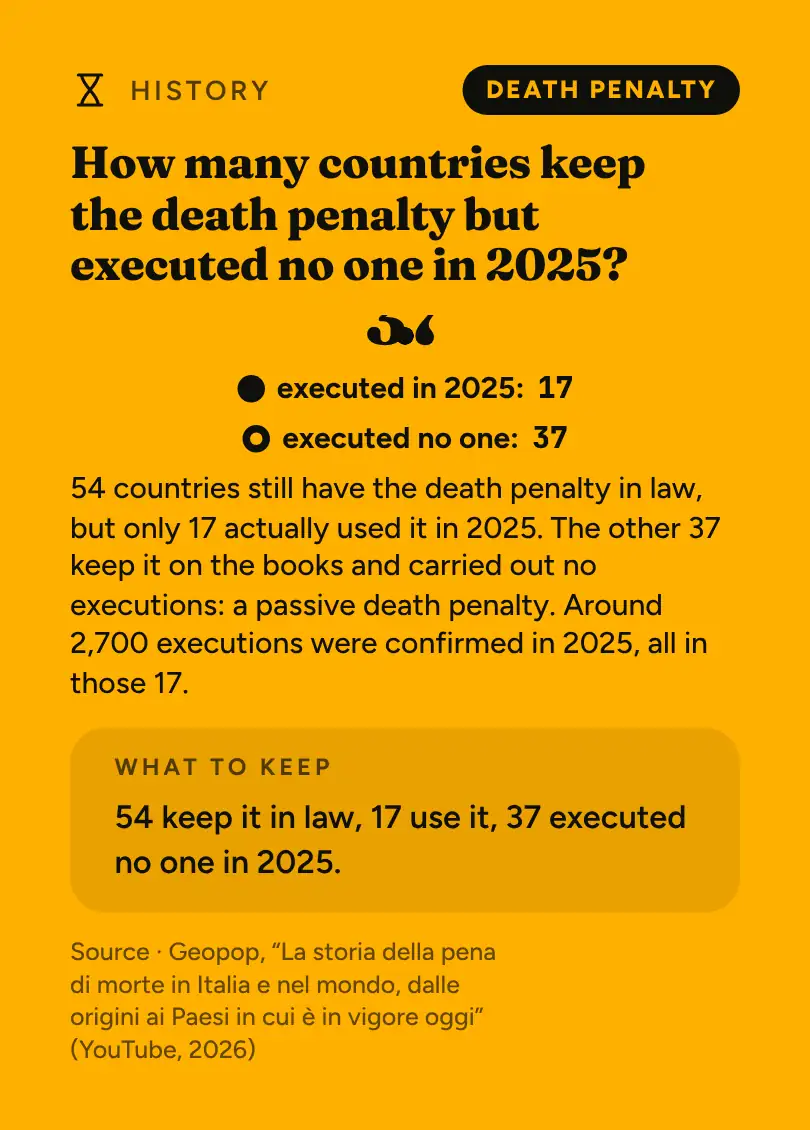 HISTORY
DEATH PENALTY
How many countries keep
the death penalty but
executed no one in 2025?
executed in 2025: 17
executed no one: 37
54 countries still have the death penalty in law,
but only 17 actually used it in 2025. The other 37
keep it on the books and carried out no
executions: a passive death penalty. Around
2,700 executions were confirmed in 2025, all in
those 17.
WHAT TO KEEP
54 keep it in law, 17 use it, 37 executed
no one in 2025.
Source · Geopop, “La storia della pena
di morte in Italia e nel mondo, dalle
origini ai Paesi in cui è in vigore oggi”
(YouTube, 2026)